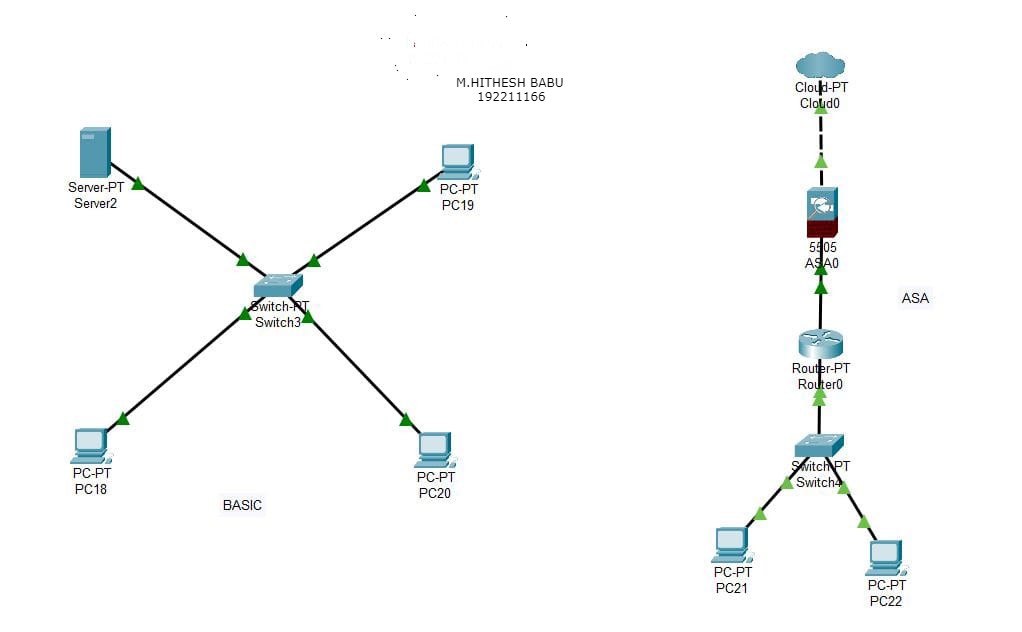 M.HITHESH BABU
192211166
Server-PT
Server2
PC-PT
PC19
Switch-PT
Switch3
PC-PT
PC18
PC-PT
PC20
BASIC
Cloud-PT
Cloud0
5505
ASA0
ASA
Router-PT
Router0
Switch-PT
Switch4
PC-PT
PC21
PC-PT
PC22